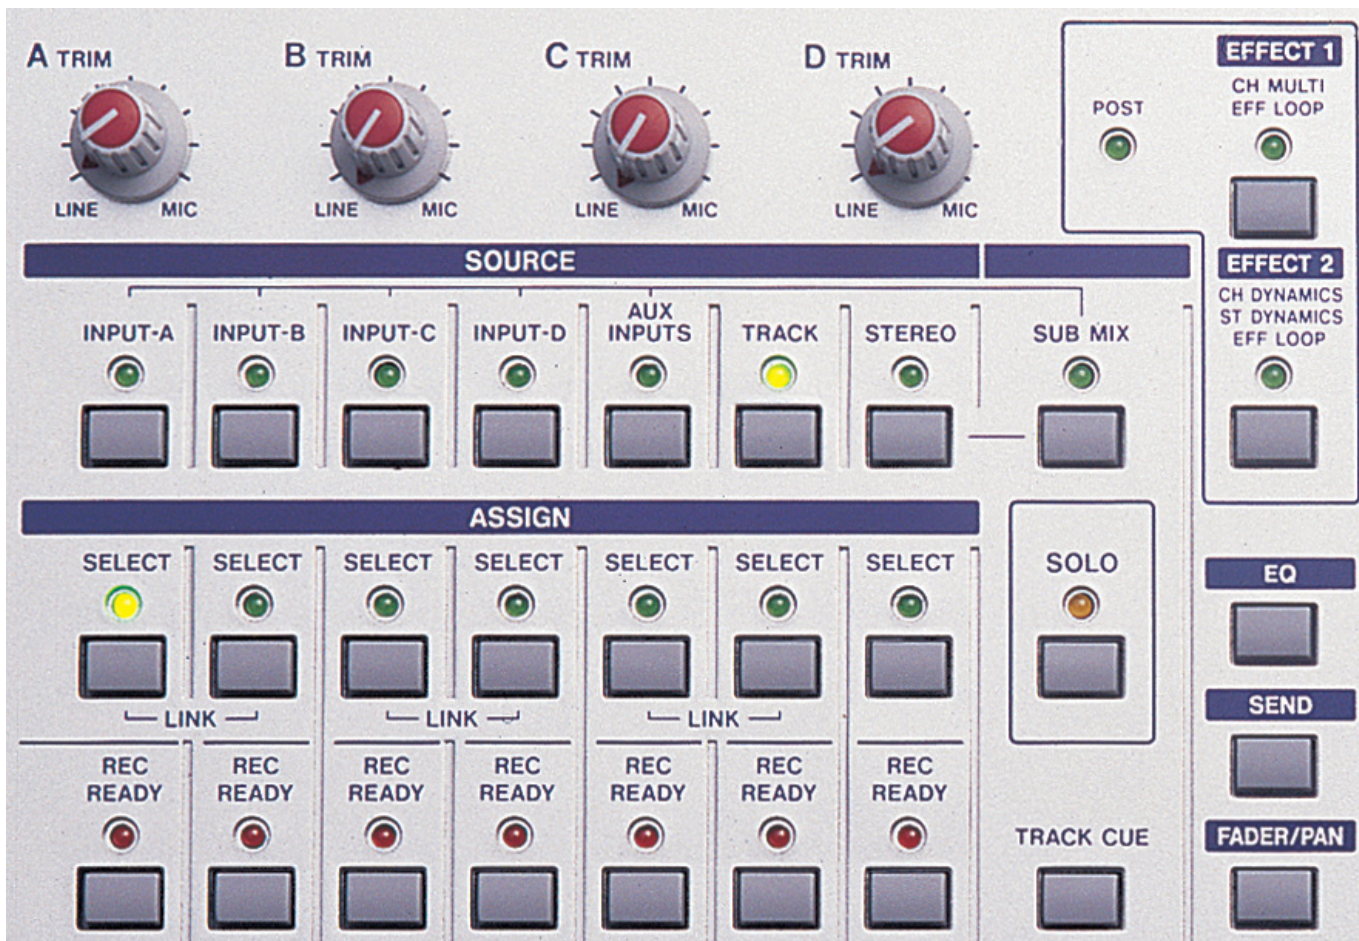 A TRIM
B TRIM
C TRIM
D TRIM
LINE MIC
LINE MIC
LINE MIC
LINE MIC
POST
EFFECT 1
CH MULTI
EFF LOOP
SOURCE
EFFECT 2
CH DYNAMICS
ST DYNAMICS
EFF LOOP
INPUT-A
INPUT-B
INPUT-C
INPUT-D
AUX
INPUTS
TRACK
STEREO
SUB MIX
ASSIGN
SELECT
SELECT
SELECT
SELECT
SELECT
SELECT
SELECT
SOLO
EQ
LINK
LINK
LINK
SEND
REC
READY
REC
READY
REC
READY
REC
READY
REC
READY
REC
READY
REC
READY
TRACK CUE
FADER/PAN